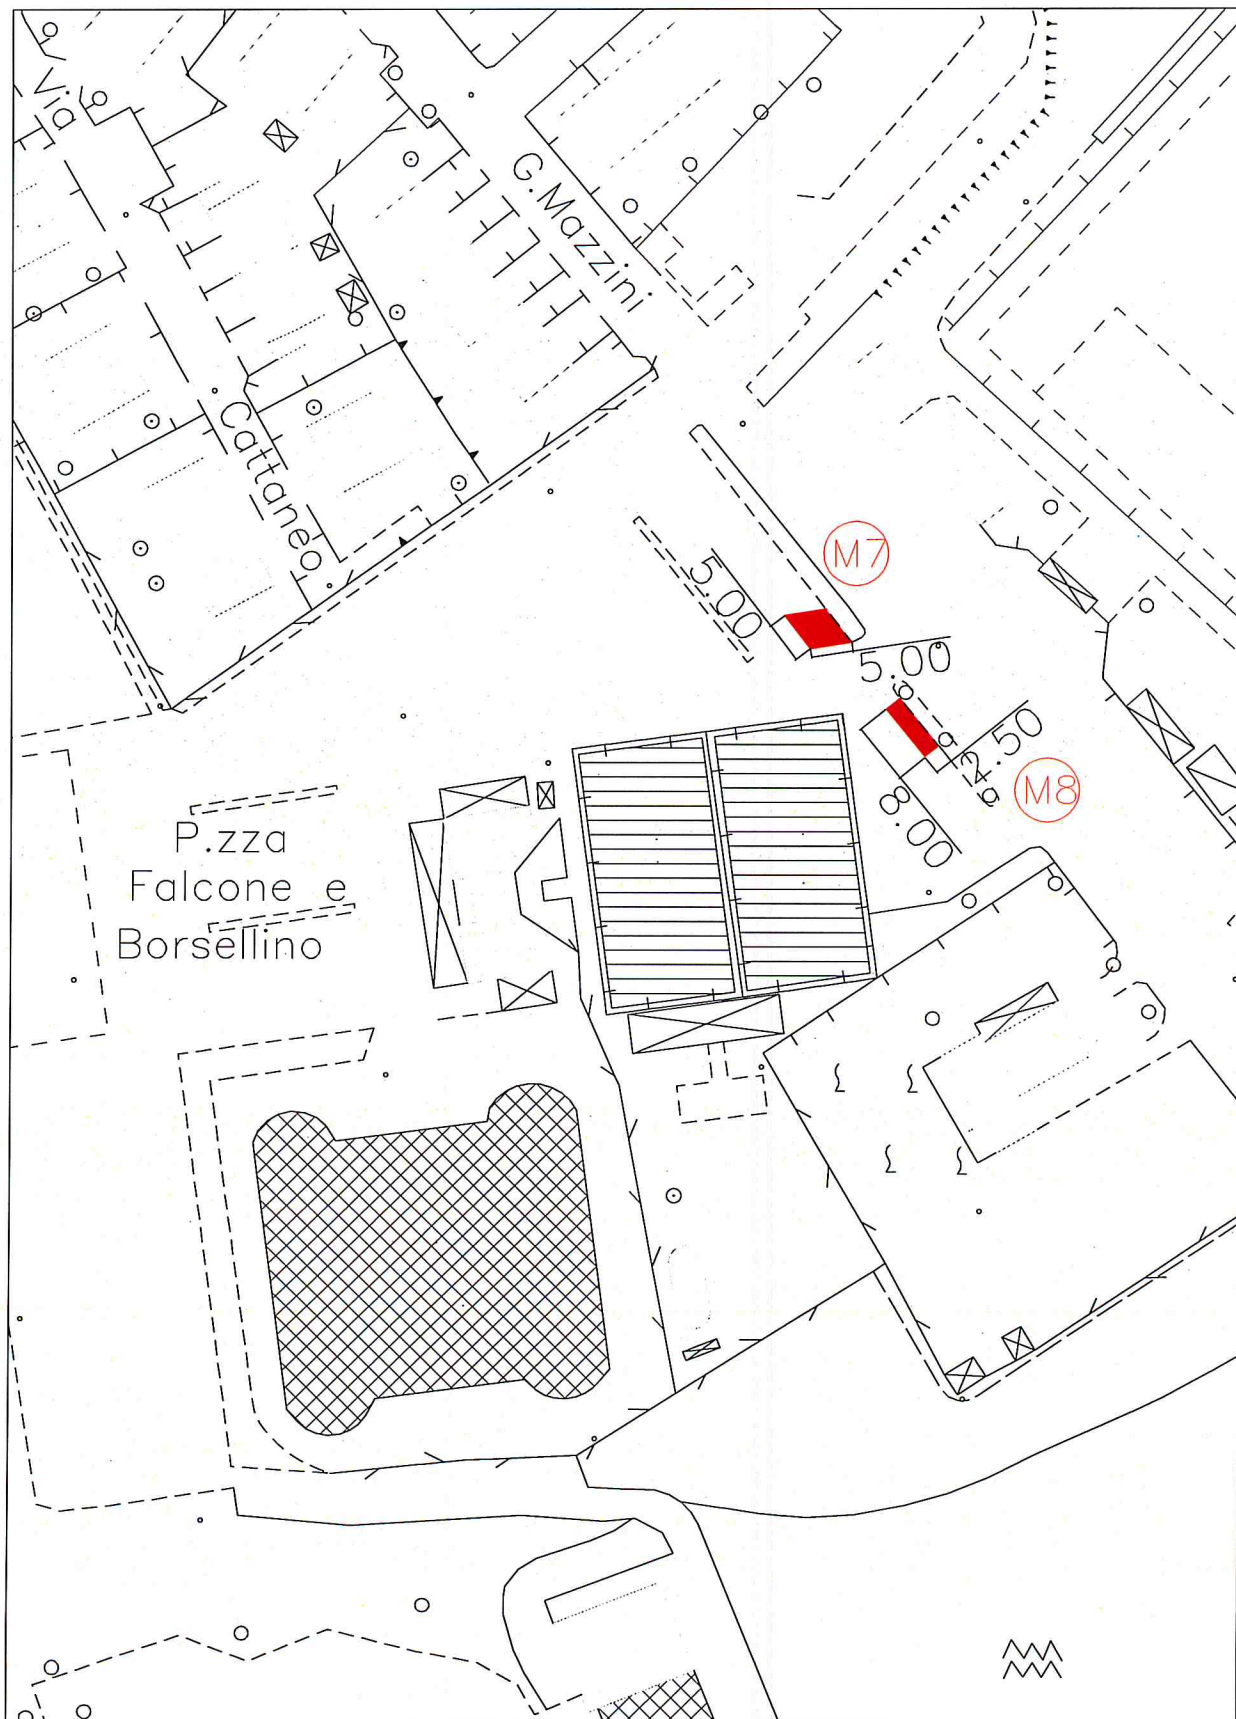 Via
G.Mazzini
Cattaneo
M7
5.00
5.00
2.50
M8
8.00
P.zza
Falcone e
Borsellino